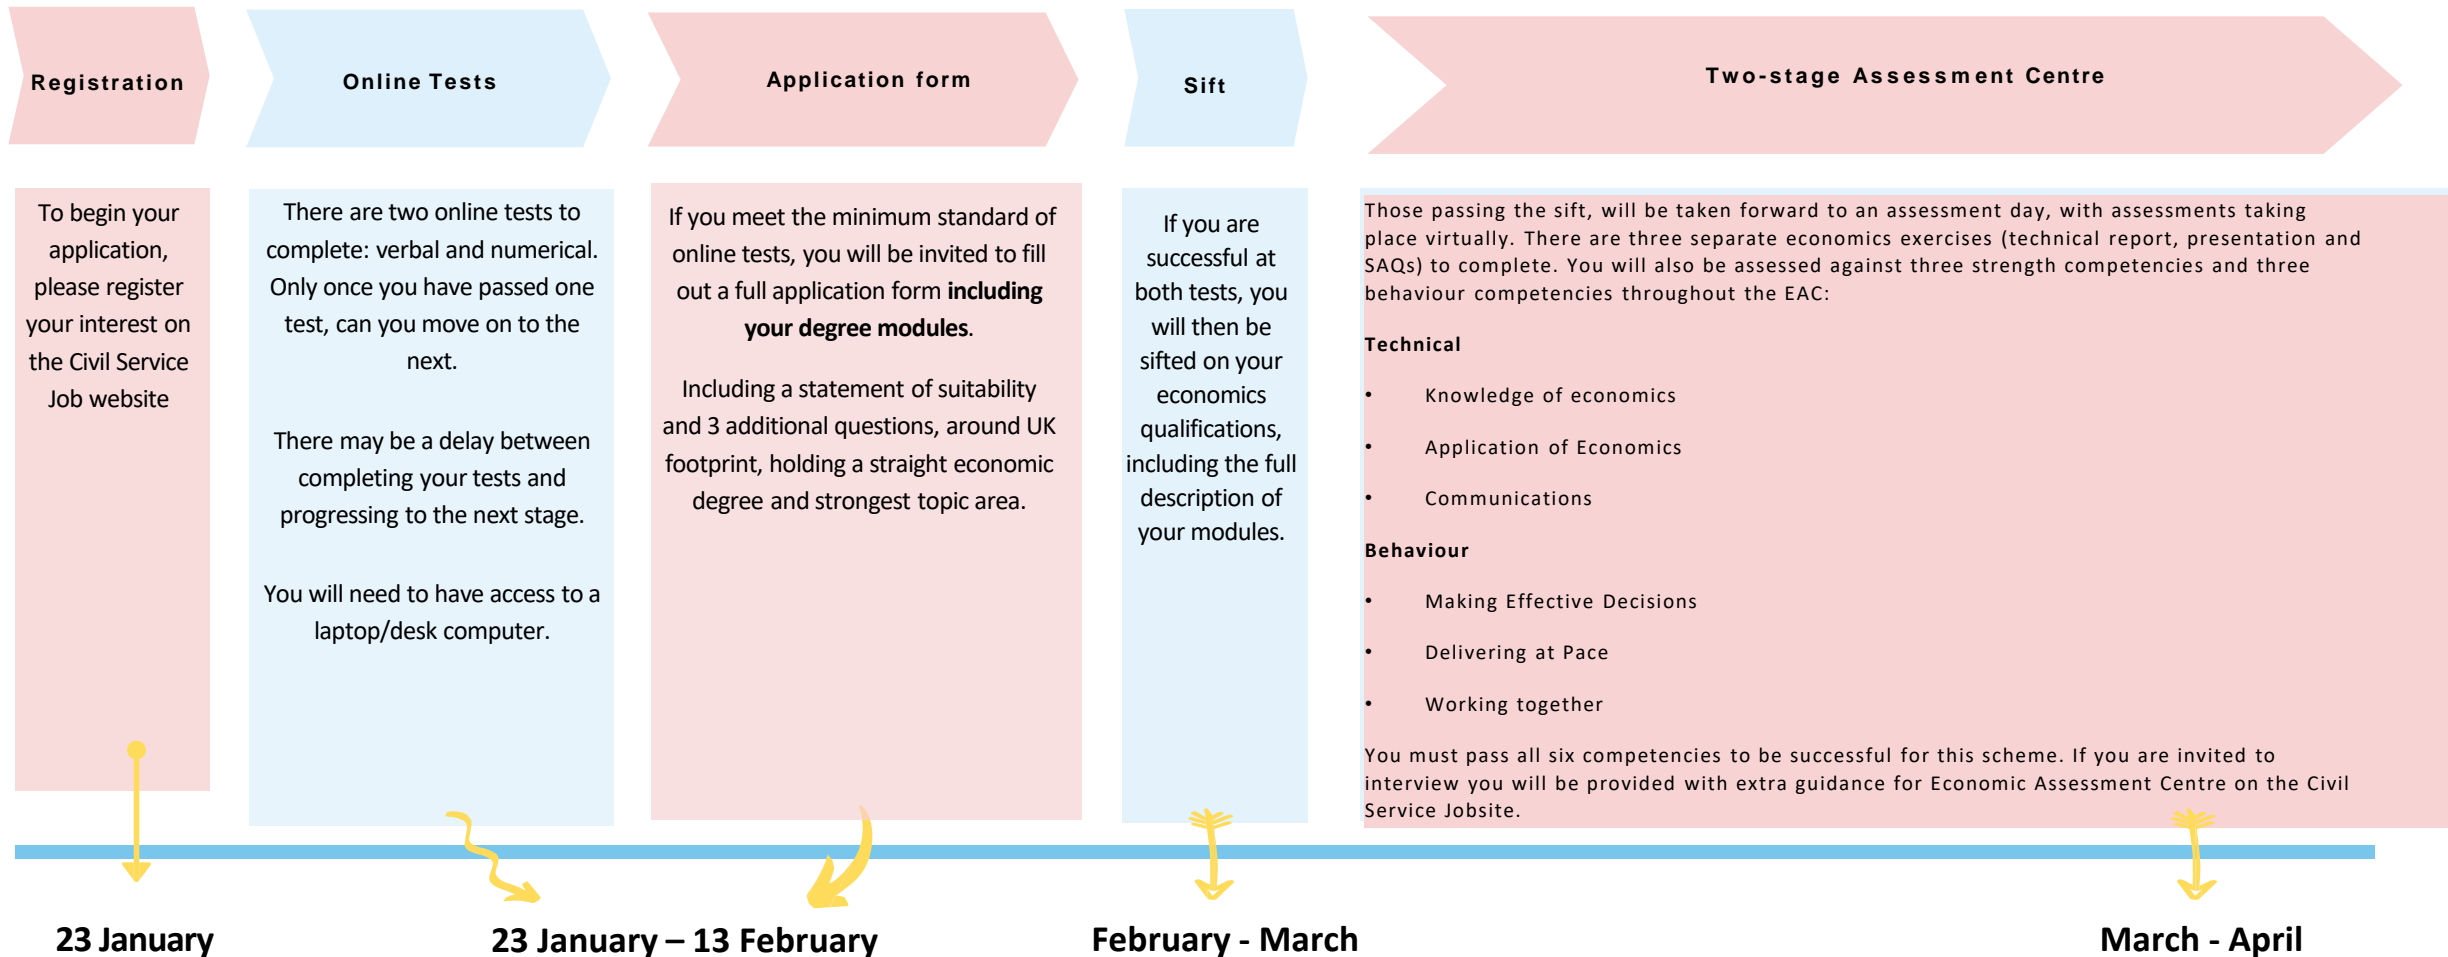 Registration
Online Tests
Application form
Sift
Two-stage Assessment Centre
To begin your
application,
please register
your interest on
the Civil Service
Job website
There are two online tests to
complete: verbal and numerical.
Only once you have passed one
test, can you move on to the
next.
There may be a delay between
completing your tests and
progressing to the next stage.
You will need to have access to a
laptop/desk computer.
If you meet the minimum standard of
online tests, you will be invited to fill
out a full application form including
your degree modules.
Including a statement of suitability
and 3 additional questions, around UK
footprint, holding a straight economic
degree and strongest topic area.
If you are
successful at
both tests, you
will then be
sifted on your
economics
qualifications,
including the full
description of
your modules.
Those passing the sift, will be taken forward to an assessment day, with assessments taking
place virtually. There are three separate economics exercises (technical report, presentation and
SAQs) to complete. You will also be assessed against three strength competencies and three
behaviour competencies throughout the EAC:
Technical
• Knowledge of economics
• Application of Economics
• Communications
Behaviour
• Making Effective Decisions
• Delivering at Pace
• Working together
You must pass all six competencies to be successful for this scheme. If you are invited to
interview you will be provided with extra guidance for Economic Assessment Centre on the Civil
Service Jobsite.
23 January
23 January – 13 February
February - March
March - April